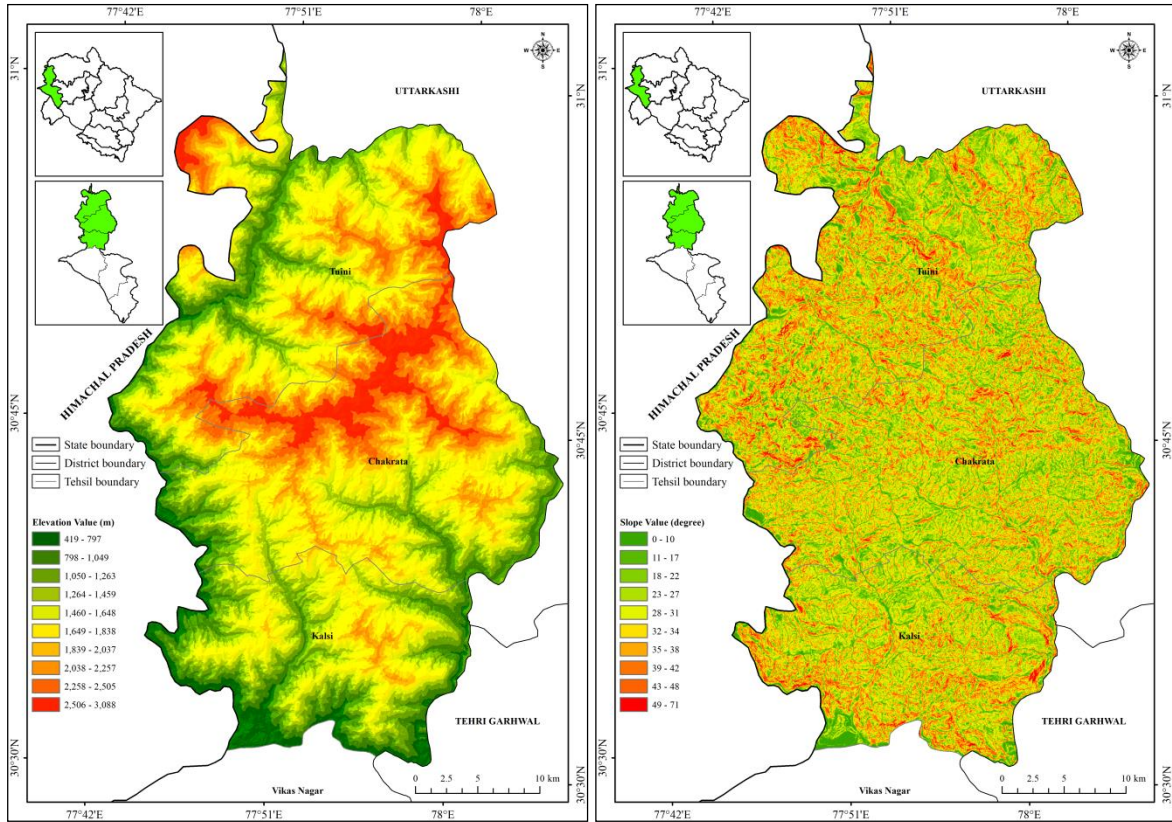 77°42'E
77°51'E
78°E
N
W
E
S
31°N
31°N
UTTARKASHI
Tuini
HIMACHAL PRADESH
30°45'N
30°45'N
State boundary
District boundary
Tehsil boundary
Chakrata
Elevation Value (m)
419 - 797
798 - 1,049
1,050 - 1,263
1,264 - 1,459
1,460 - 1,648
1,649 - 1,838
1,839 - 2,037
2,038 - 2,257
2,258 - 2,505
2,506 - 3,088
Kalsi
TEHRI GARHWAL
30°30'N
30°30'N
0 2.5 5 10 km
Vikas Nagar
77°42'E
77°51'E
78°E
77°42'E
77°51'E
78°E
N
W
E
S
31°N
31°N
UTTARKASHI
Tuini
HIMACHAL PRADESH
30°45'N
30°45'N
State boundary
District boundary
Tehsil boundary
Chakrata
Slope Value (degree)
0 - 10
11 - 17
18 - 22
23 - 27
28 - 31
32 - 34
35 - 38
39 - 42
43 - 48
49 - 71
Kalsi
TEHRI GARHWAL
30°30'N
30°30'N
0 2.5 5 10 km
Vikas Nagar
77°42'E
77°51'E
78°E